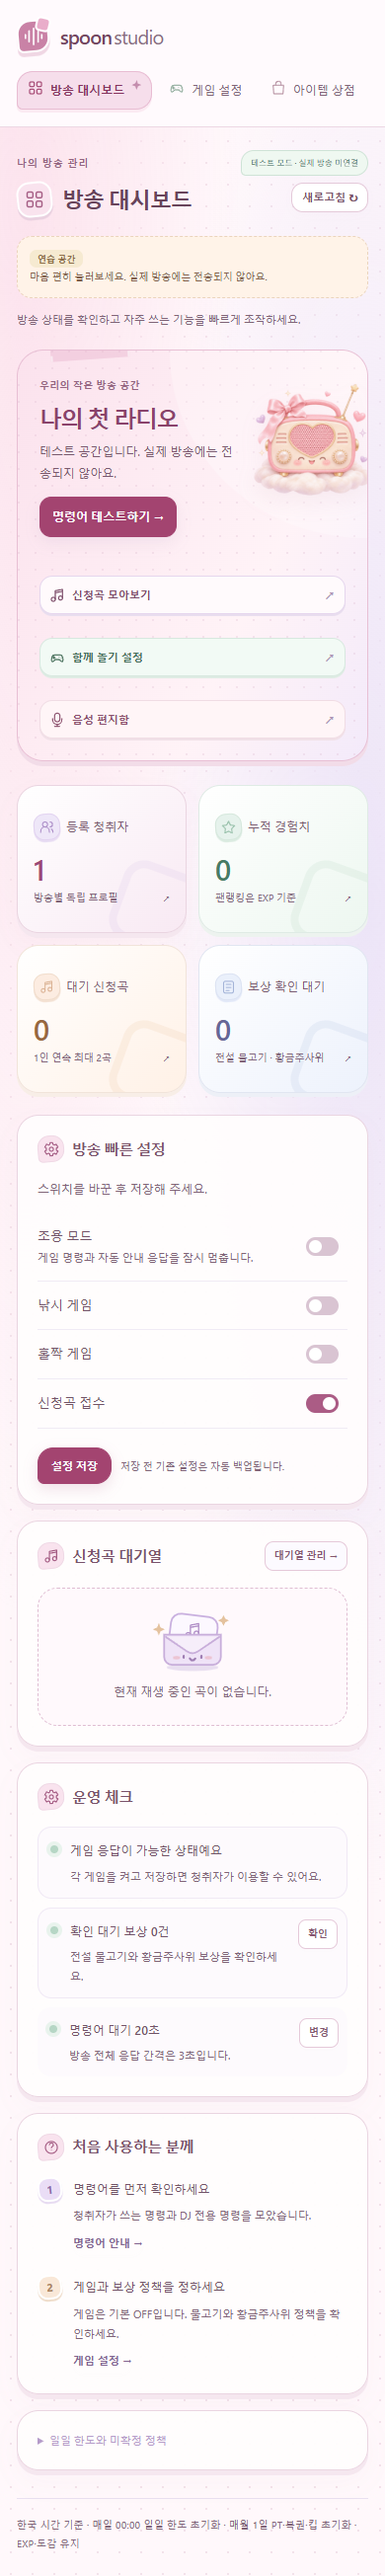 spoonstudio
방송 대시보드
게임 설정
아이템 상점
나의 방송 관리
테스트 모드 · 실제 방송 미연결
방송 대시보드
새로고침 ↻
연습 공간
마음 편히 눌러보세요. 실제 방송에는 전송되지 않아요.
방송 상태를 확인하고 자주 쓰는 기능을 빠르게 조작하세요.
우리의 작은 방송 공간
나의 첫 라디오
테스트 공간입니다. 실제 방송에는 전
송되지 않아요.
명령어 테스트하기 →
신청곡 모아보기 ↗
함께 놀기 설정 ↗
음성 편지함 ↗
등록 청취자
1
방송별 독립 프로필 ↗
누적 경험치
0
팬랭킹은 EXP 기준 ↗
대기 신청곡
0
1인 연속 최대 2곡 ↗
보상 확인 대기
0
전설 물고기 · 황금주사위 ↗
방송 빠른 설정
스위치를 바꾼 후 저장해 주세요.
조용 모드
게임 명령과 자동 안내 응답을 잠시 멈춥니다.
낚시 게임
홀짝 게임
신청곡 접수
설정 저장
저장 전 기존 설정은 자동 백업됩니다.
신청곡 대기열
대기열 관리 →
현재 재생 중인 곡이 없습니다.
운영 체크
게임 응답이 가능한 상태예요
각 게임을 켜고 저장하면 청취자가 이용할 수 있어요.
확인 대기 보상 0건
전설 물고기와 황금주사위 보상을 확인하세
요.
확인
명령어 대기 20초
방송 전체 응답 간격은 3초입니다.
변경
처음 사용하는 분께
1
명령어를 먼저 확인하세요
청취자가 쓰는 명령과 DJ 전용 명령을 모았습니다.
명령어 안내 →
2
게임과 보상 정책을 정하세요
게임은 기본 OFF입니다. 물고기와 황금주사위 정책을 확
인하세요.
게임 설정 →
▶ 일일 한도와 미확정 정책
한국 시간 기준 · 매일 00:00 일일 한도 초기화 · 매월 1일 PT·복권·킵 초기화 ·
EXP·도감 유지